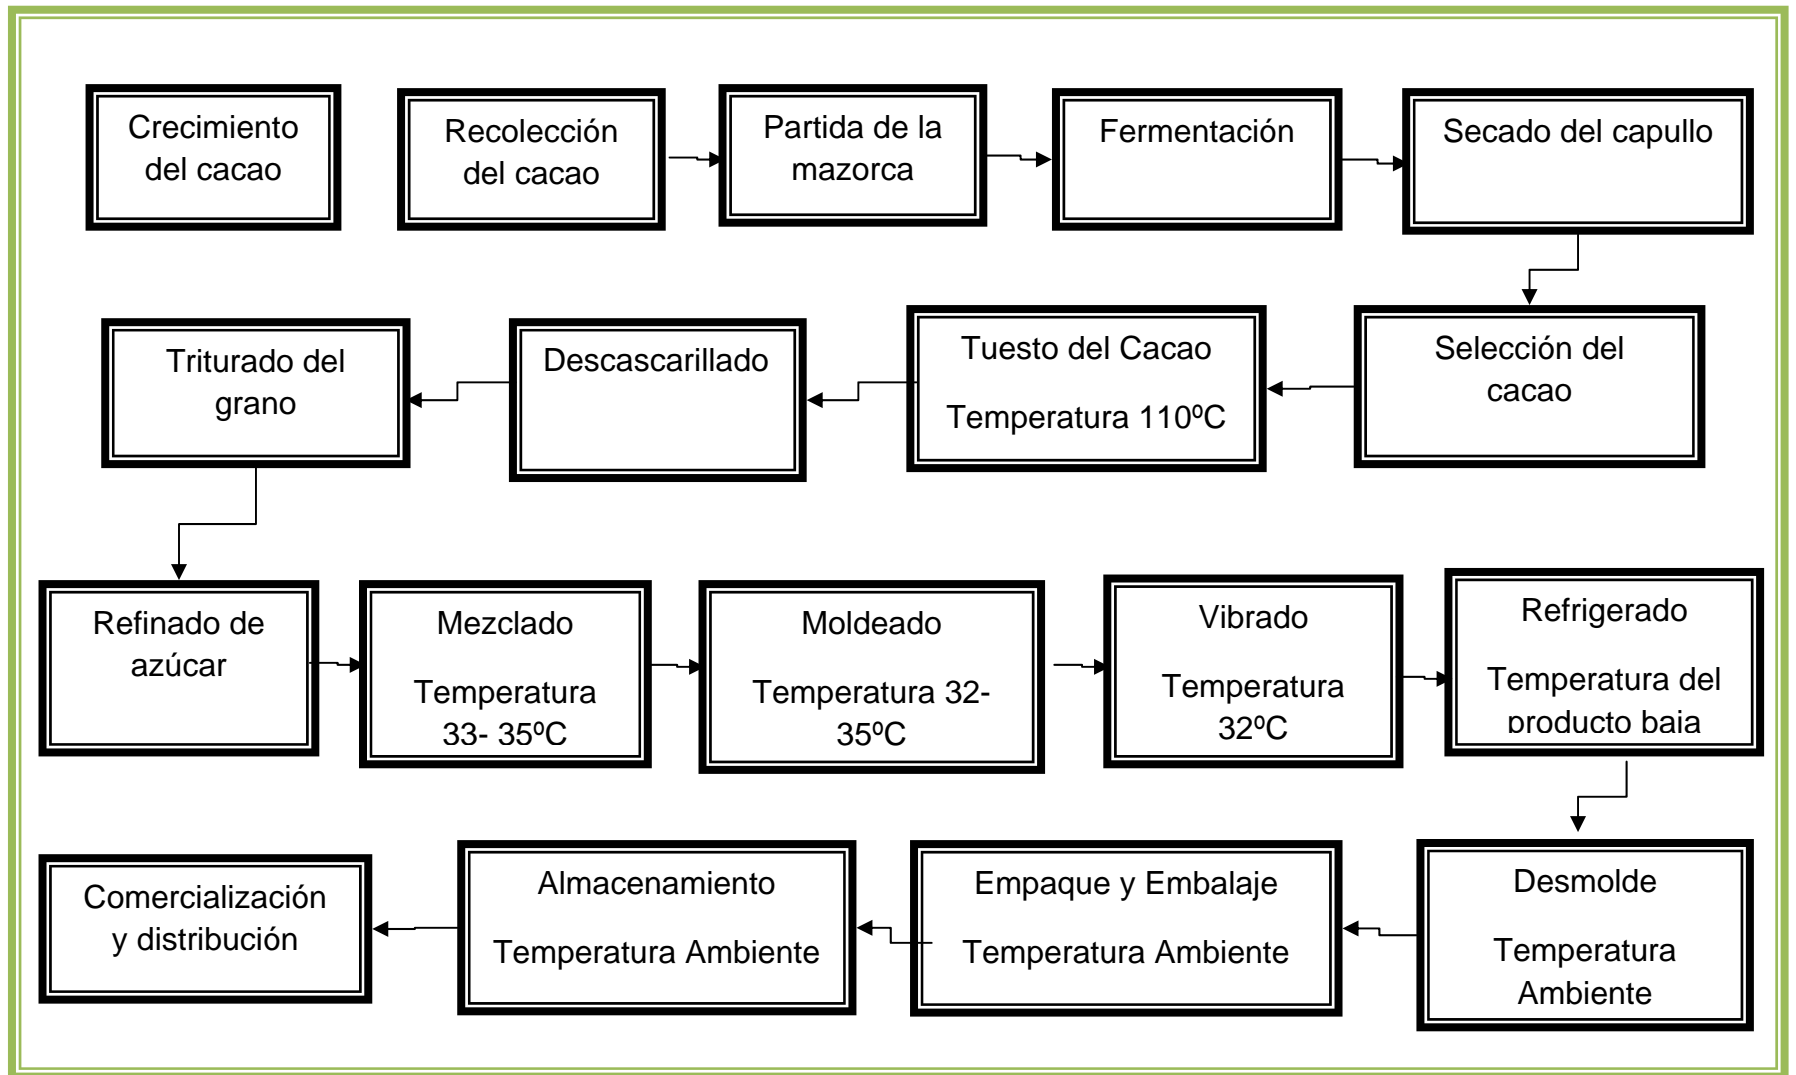 Crecimiento
del cacao
Recolección
del cacao
Partida de la
mazorca
Fermentación
Secado del capullo
Selección del
cacao
Tuesto del Cacao
Temperatura 110ºC
Descascarillado
Triturado del
grano
Refinado de
azúcar
Mezclado
Temperatura
33- 35ºC
Moldeado
Temperatura 32-
35ºC
Vibrado
Temperatura
32ºC
Refrigerado
Temperatura del
producto baja
Desmolde
Temperatura
Ambiente
Empaque y Embalaje
Temperatura Ambiente
Almacenamiento
Temperatura Ambiente
Comercialización
y distribución